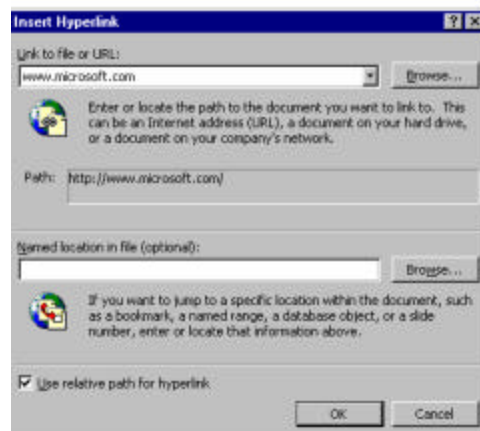 Insert Hyperlink
Link to file or URL:
www.microsoft.com
Browse...
Enter or locate the path to the document you want to link to. This
can be an Internet address (URL), a document on your hard drive,
or a document on your company's network.
Path: http://www.microsoft.com/
Named location in file (optional):
Browse...
If you want to jump to a specific location within the document, such
as a bookmark, a named range, a database object, or a slide
number, enter or locate that information above.
Use relative path for hyperlink
OK Cancel